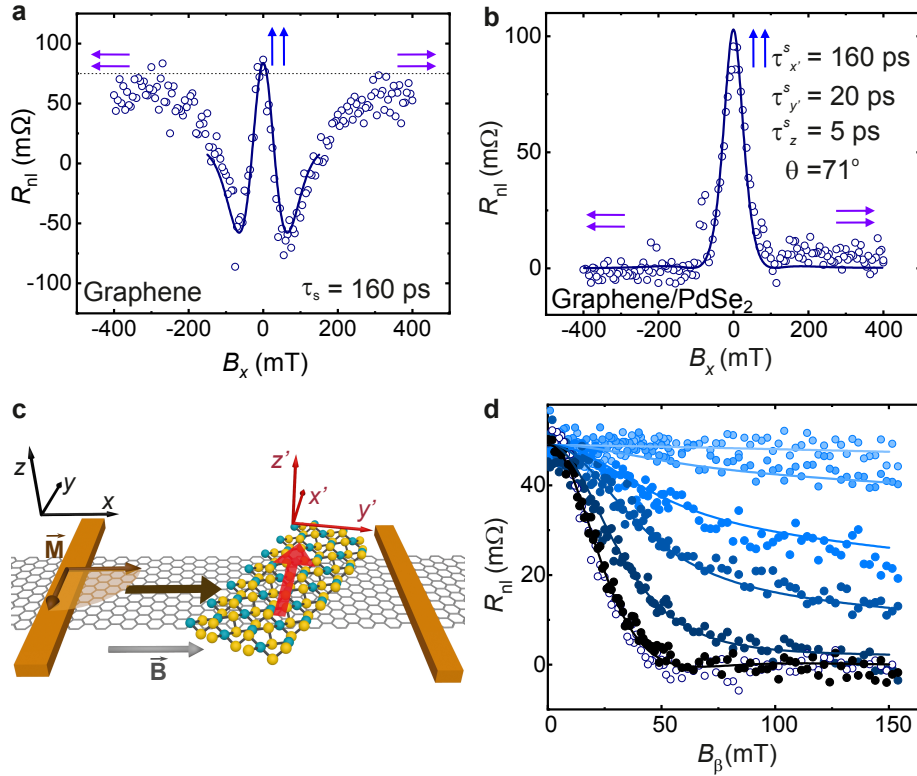 a
R_nl (mΩ)
100
50
0
-50
-100
Graphene
τ_s = 160 ps
-400 -200 0 200 400
B_x (mT)
b
R_nl (mΩ)
100
50
0
τ^s_x' = 160 ps
τ^s_y' = 20 ps
τ^s_z = 5 ps
θ =71°
Graphene/PdSe₂
-400 -200 0 200 400
B_x (mT)
c
z
y
x
z'
x'
y'
M⃗
B⃗
d
R_nl (mΩ)
40
20
0
0 50 100 150
B_β(mT)